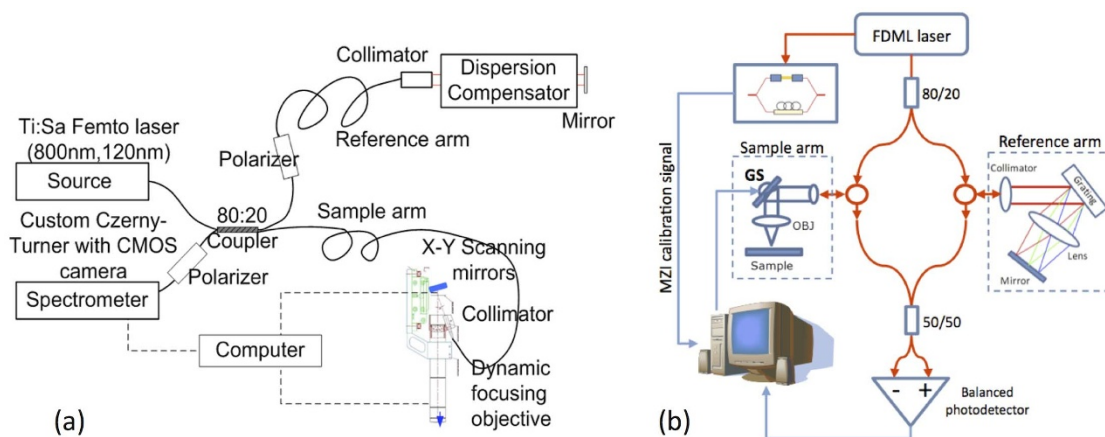 Collimator
Dispersion
Compensator
Mirror
Reference arm
Polarizer
Ti:Sa Femto laser
(800nm,120nm)
Source
80:20
Coupler
Sample arm
Custom Czerny-
Turner with CMOS
camera
Polarizer
Spectrometer
X-Y Scanning
mirrors
Collimator
Computer
Dynamic
focusing
objective
(a)
FDML laser
80/20
MZI calibration signal
Sample arm
GS
OBJ
Sample
Reference arm
Collimator
Grating
Lens
Mirror
50/50
- +
Balanced
photodetector
(b)